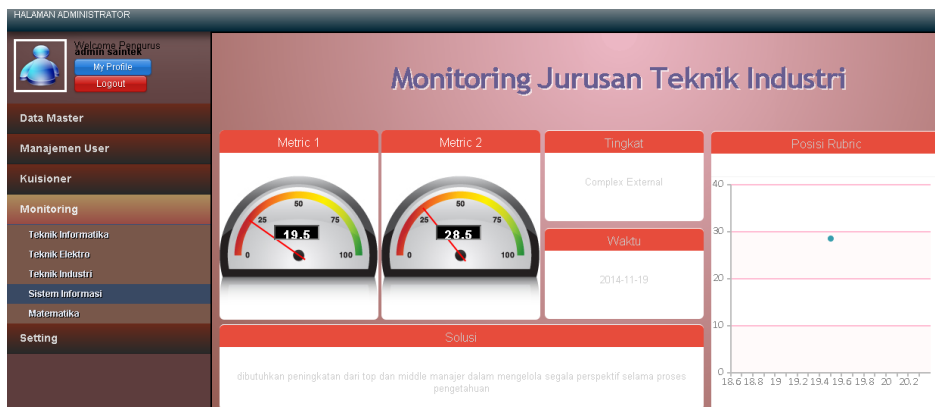 HALAMAN ADMINISTRATOR
Welcome Pengurus
admin saintek
My Profile
Logout
Data Master
Manajemen User
Kuisioner
Monitoring
Teknik Informatika
Teknik Elektro
Teknik Industri
Sistem Informasi
Matematika
Setting
Monitoring Jurusan Teknik Industri
Metric 1
0 25 50 75 100
19.5
Metric 2
0 25 50 75 100
28.5
Tingkat
Complex External
Waktu
2014-11-19
Posisi Rubric
40
30
20
10
0
18.6 18.8 19 19.2 19.4 19.6 19.8 20 20.2
Solusi
dibutuhkan peningkatan dari top dan middle manajer dalam mengelola segala perspektif selama proses
pengetahuan